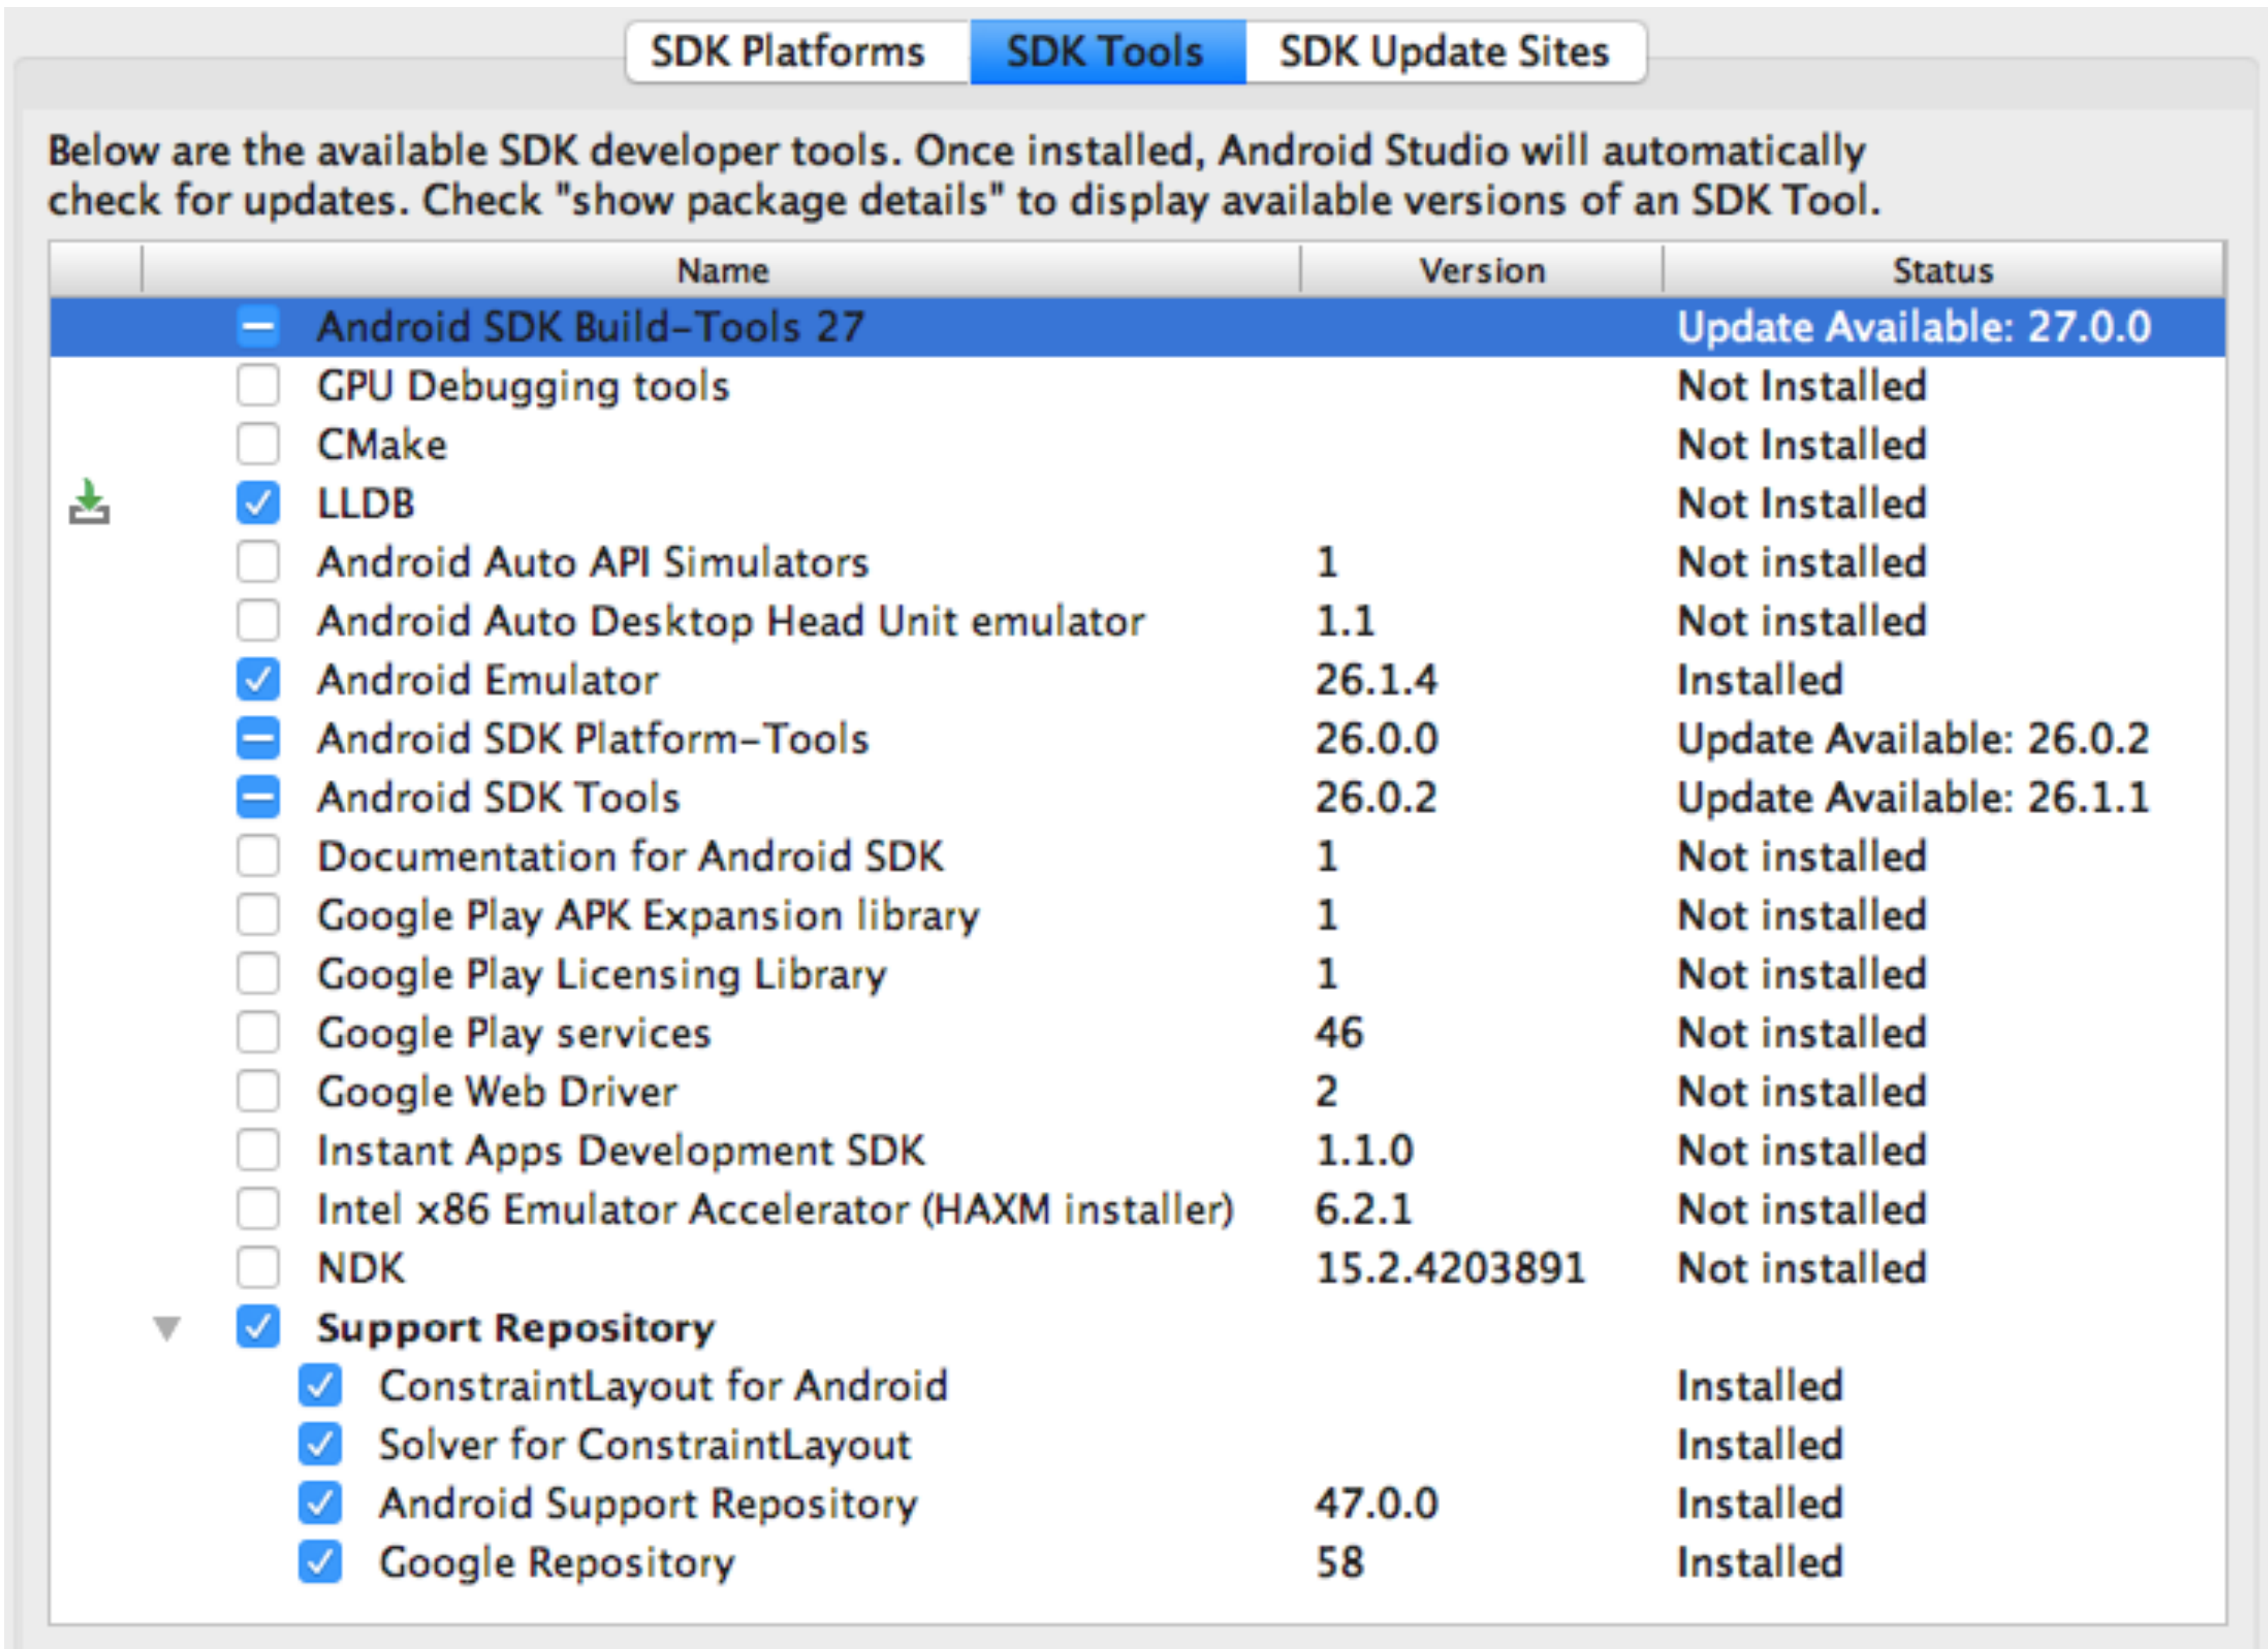 SDK Platforms SDK Tools SDK Update Sites
Below are the available SDK developer tools. Once installed, Android Studio will automatically
check for updates. Check "show package details" to display available versions of an SDK Tool.
Name Version Status
Android SDK Build-Tools 27 Update Available: 27.0.0
GPU Debugging tools Not Installed
CMake Not Installed
LLDB Not Installed
Android Auto API Simulators 1 Not installed
Android Auto Desktop Head Unit emulator 1.1 Not installed
Android Emulator 26.1.4 Installed
Android SDK Platform-Tools 26.0.0 Update Available: 26.0.2
Android SDK Tools 26.0.2 Update Available: 26.1.1
Documentation for Android SDK 1 Not installed
Google Play APK Expansion library 1 Not installed
Google Play Licensing Library 1 Not installed
Google Play services 46 Not installed
Google Web Driver 2 Not installed
Instant Apps Development SDK 1.1.0 Not installed
Intel x86 Emulator Accelerator (HAXM installer) 6.2.1 Not installed
NDK 15.2.4203891 Not installed
Support Repository
ConstraintLayout for Android Installed
Solver for ConstraintLayout Installed
Android Support Repository 47.0.0 Installed
Google Repository 58 Installed